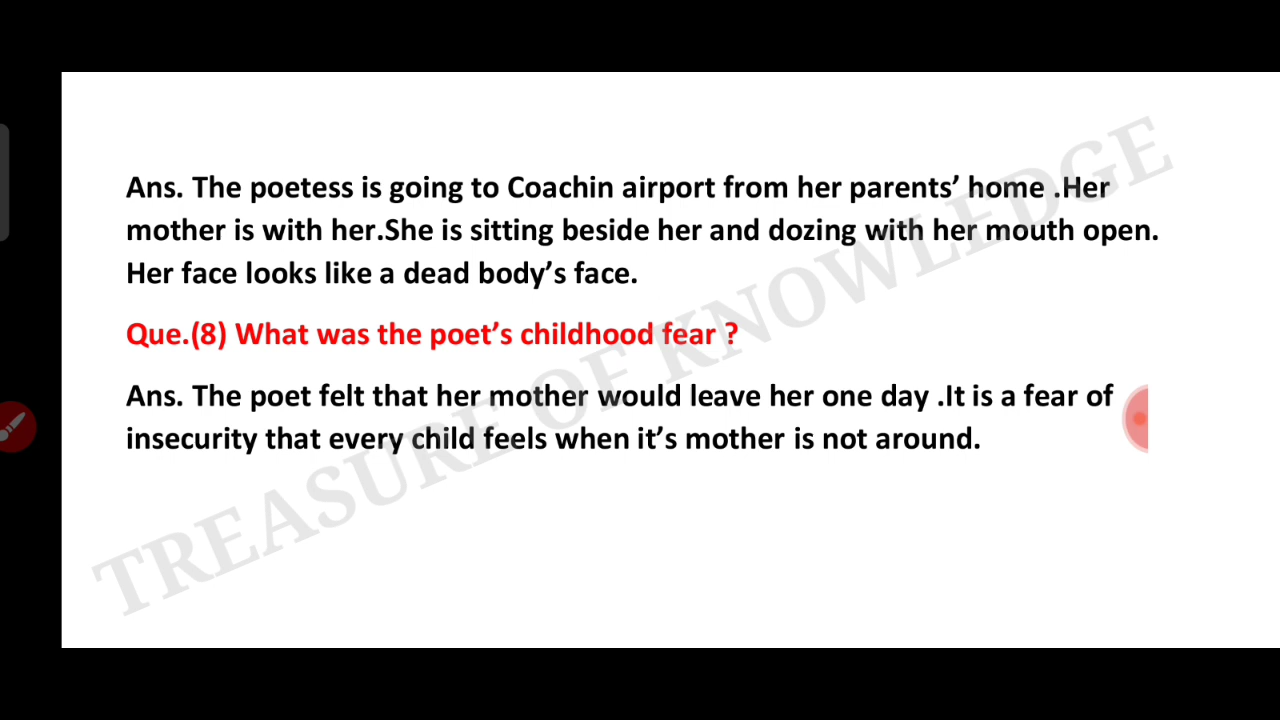 Ans. The poetess is going to Coachin airport from her parents’ home .Her
mother is with her.She is sitting beside her and dozing with her mouth open.
Her face looks like a dead body’s face.
Que.(8) What was the poet’s childhood fear ?
Ans. The poet felt that her mother would leave her one day .It is a fear of
insecurity that every child feels when it’s mother is not around.
TREASURE OF KNOWLEDGE